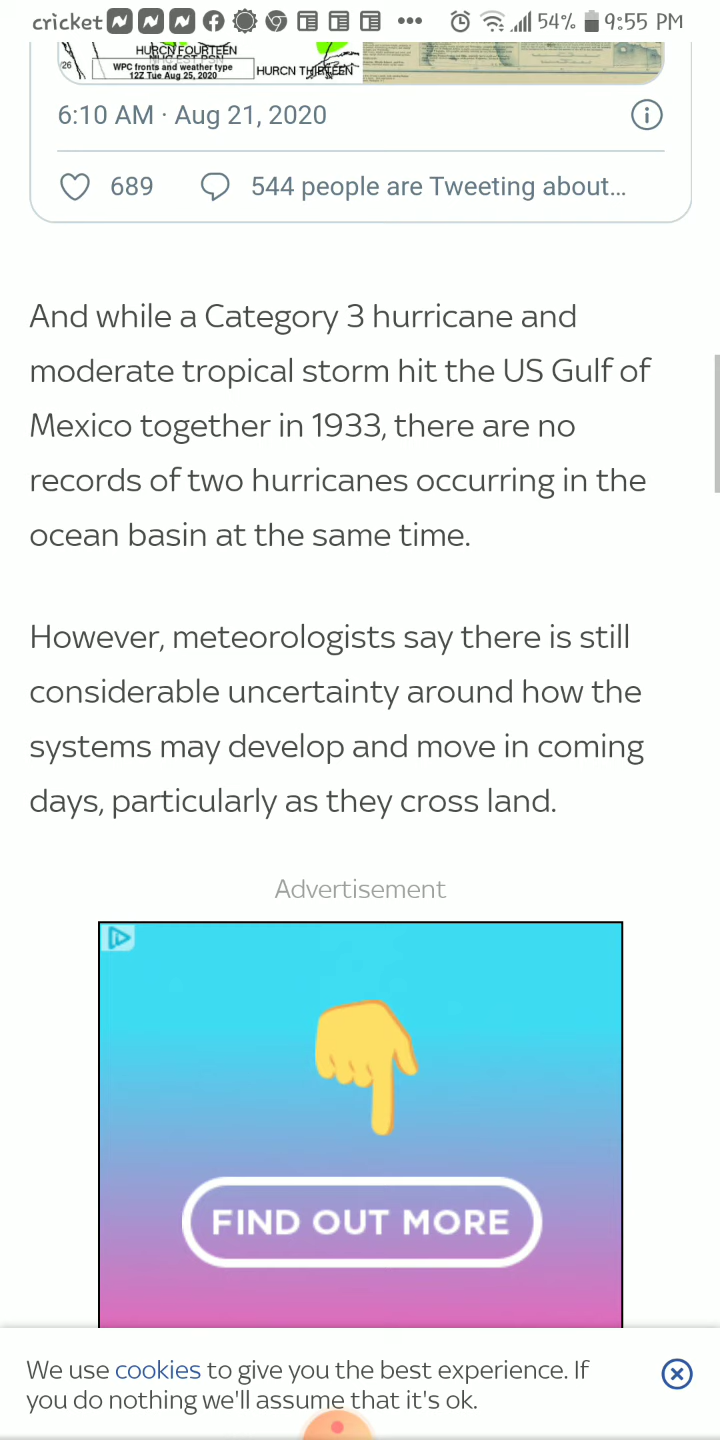 cricket 54% 9:55 PM
HURCN FOURTEEN
26 WPC fronts and weather type
12Z Tue Aug 25, 2020
HURCN THIRTEEN
6:10 AM · Aug 21, 2020
689 544 people are Tweeting about...
And while a Category 3 hurricane and
moderate tropical storm hit the US Gulf of
Mexico together in 1933, there are no
records of two hurricanes occurring in the
ocean basin at the same time.
However, meteorologists say there is still
considerable uncertainty around how the
systems may develop and move in coming
days, particularly as they cross land.
Advertisement
FIND OUT MORE
We use cookies to give you the best experience. If
you do nothing we'll assume that it's ok.